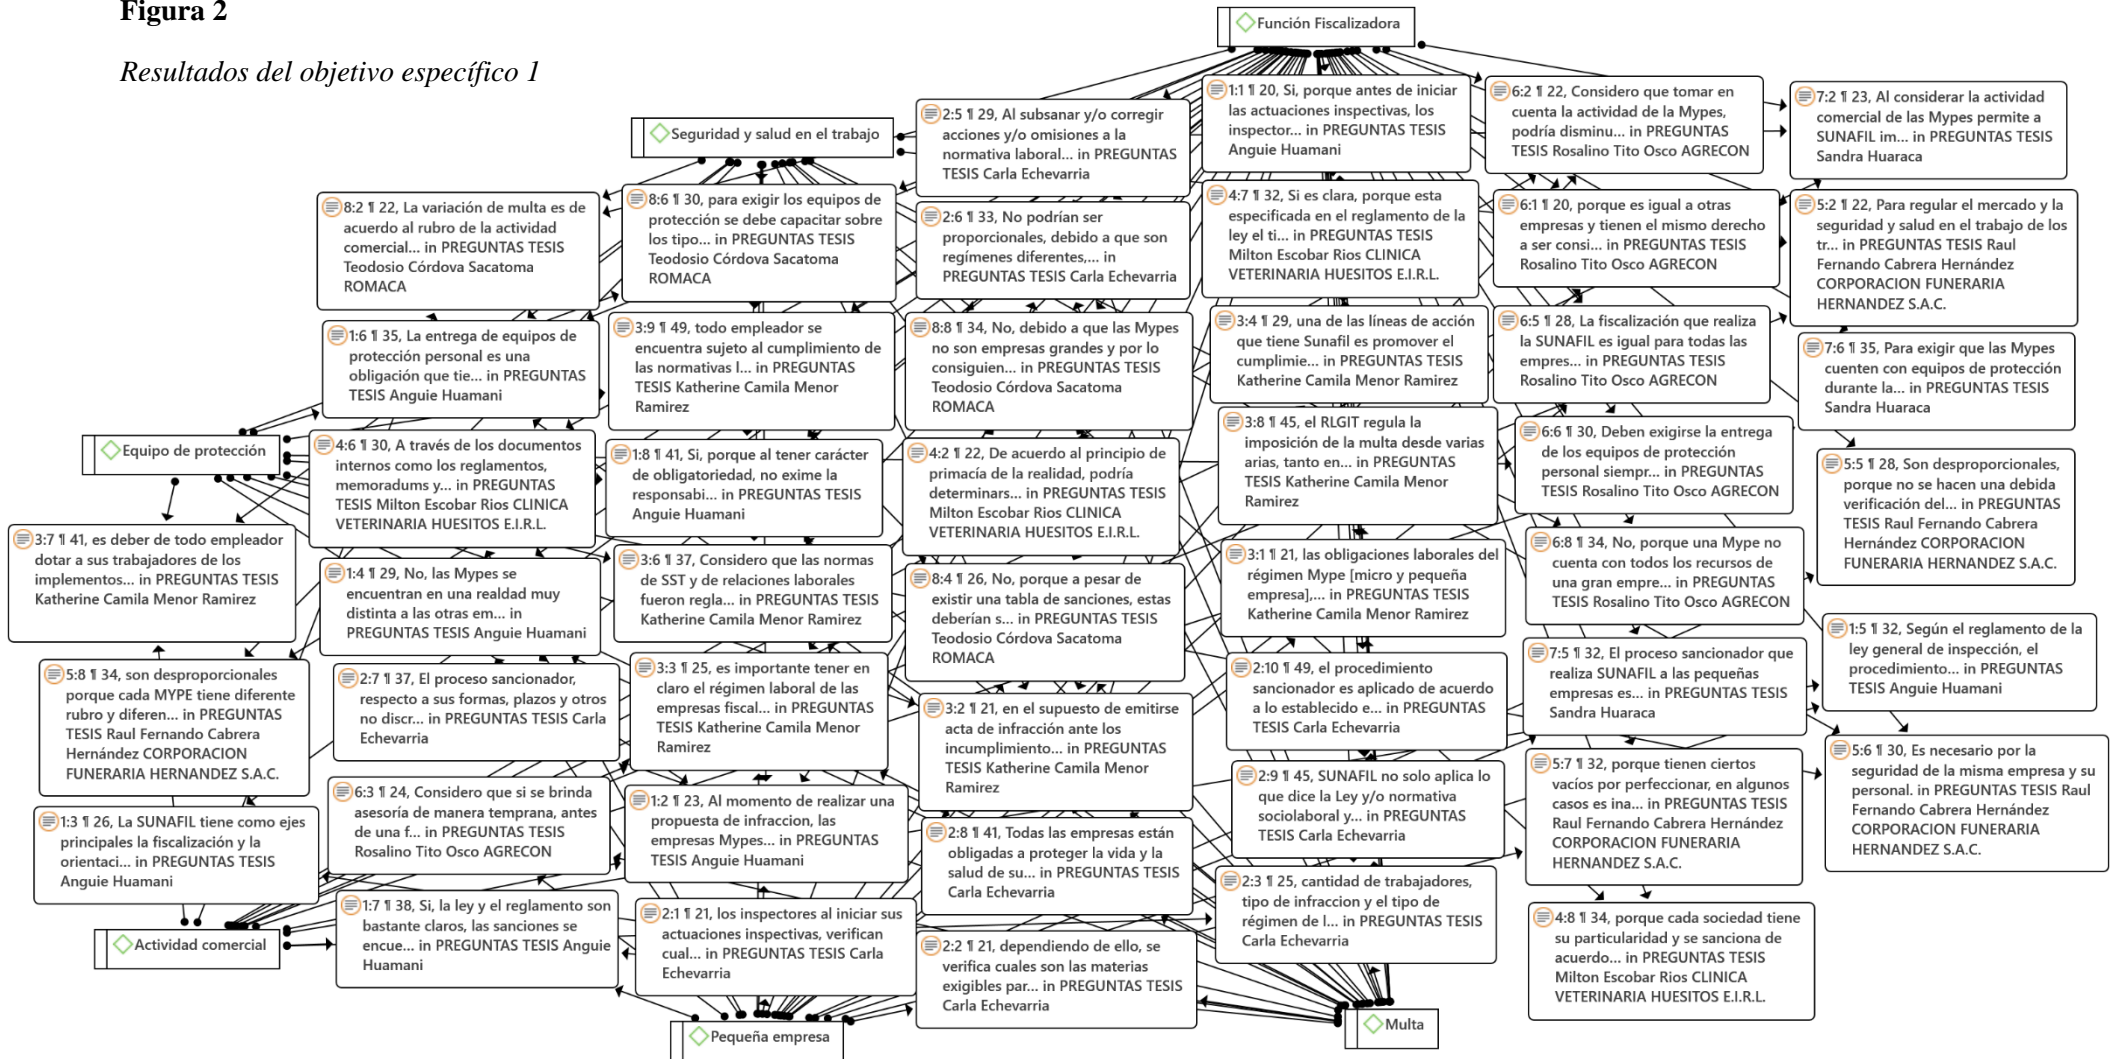 Figura 2
Resultados del objetivo específico 1
Función Fiscalizadora
Seguridad y salud en el trabajo
2:5 ¶ 29, Al subsanar y/o corregir
acciones y/o omisiones a la
normativa laboral... in PREGUNTAS
TESIS Carla Echevarria
1:1 ¶ 20, Si, porque antes de iniciar
las actuaciones inspectivas, los
inspector... in PREGUNTAS TESIS
Anguie Huamani
6:2 ¶ 22, Considero que tomar en
cuenta la actividad de la Mypes,
podría disminu... in PREGUNTAS
TESIS Rosalino Tito Osco AGRECON
7:2 ¶ 23, Al considerar la actividad
comercial de las Mypes permite a
SUNAFIL im... in PREGUNTAS TESIS
Sandra Huaraca
8:2 ¶ 22, La variación de multa es de
acuerdo al rubro de la actividad
comercial... in PREGUNTAS TESIS
Teodosio Córdova Sacatoma
ROMACA
8:6 ¶ 30, para exigir los equipos de
protección se debe capacitar sobre
los tipo... in PREGUNTAS TESIS
Teodosio Córdova Sacatoma
ROMACA
2:6 ¶ 33, No podrían ser
proporcionales, debido a que son
regímenes diferentes,... in
PREGUNTAS TESIS Carla Echevarria
4:7 ¶ 32, Si es clara, porque esta
especificada en el reglamento de la
ley el ti... in PREGUNTAS TESIS
Milton Escobar Rios CLINICA
VETERINARIA HUESITOS E.I.R.L.
6:1 ¶ 20, porque es igual a otras
empresas y tienen el mismo derecho
a ser consi... in PREGUNTAS TESIS
Rosalino Tito Osco AGRECON
5:2 ¶ 22, Para regular el mercado y la
seguridad y salud en el trabajo de los
tr... in PREGUNTAS TESIS Raul
Fernando Cabrera Hernández
CORPORACION FUNERARIA
HERNANDEZ S.A.C.
1:6 ¶ 35, La entrega de equipos de
protección personal es una
obligación que tie... in PREGUNTAS
TESIS Anguie Huamani
3:9 ¶ 49, todo empleador se
encuentra sujeto al cumplimiento de
las normativas l... in PREGUNTAS
TESIS Katherine Camila Menor
Ramirez
8:8 ¶ 34, No, debido a que las Mypes
no son empresas grandes y por lo
consiguien... in PREGUNTAS TESIS
Teodosio Córdova Sacatoma
ROMACA
3:4 ¶ 29, una de las líneas de acción
que tiene Sunafil es promover el
cumplimie... in PREGUNTAS TESIS
Katherine Camila Menor Ramirez
6:5 ¶ 28, La fiscalización que realiza
la SUNAFIL es igual para todas las
empres... in PREGUNTAS TESIS
Rosalino Tito Osco AGRECON
7:6 ¶ 35, Para exigir que las Mypes
cuenten con equipos de protección
durante la... in PREGUNTAS TESIS
Sandra Huaraca
Equipo de protección
4:6 ¶ 30, A través de los documentos
internos como los reglamentos,
memoradums y... in PREGUNTAS
TESIS Milton Escobar Rios CLINICA
VETERINARIA HUESITOS E.I.R.L.
1:8 ¶ 41, Si, porque al tener carácter
de obligatoriedad, no exime la
responsabi... in PREGUNTAS TESIS
Anguie Huamani
4:2 ¶ 22, De acuerdo al principio de
primacía de la realidad, podría
determinars... in PREGUNTAS TESIS
Milton Escobar Rios CLINICA
VETERINARIA HUESITOS E.I.R.L.
3:8 ¶ 45, el RLGIT regula la
imposición de la multa desde varias
arias, tanto en... in PREGUNTAS
TESIS Katherine Camila Menor
Ramirez
6:6 ¶ 30, Deben exigirse la entrega
de los equipos de protección
personal siempr... in PREGUNTAS
TESIS Rosalino Tito Osco AGRECON
5:5 ¶ 28, Son desproporcionales,
porque no se hacen una debida
verificación del... in PREGUNTAS
TESIS Raul Fernando Cabrera
Hernández CORPORACION
FUNERARIA HERNANDEZ S.A.C.
3:7 ¶ 41, es deber de todo empleador
dotar a sus trabajadores de los
implementos... in PREGUNTAS TESIS
Katherine Camila Menor Ramirez
1:4 ¶ 29, No, las Mypes se
encuentran en una realdad muy
distinta a las otras em... in
PREGUNTAS TESIS Anguie Huamani
3:6 ¶ 37, Considero que las normas
de SST y de relaciones laborales
fueron regla... in PREGUNTAS TESIS
Katherine Camila Menor Ramirez
8:4 ¶ 26, No, porque a pesar de
existir una tabla de sanciones, estas
deberían s... in PREGUNTAS TESIS
Teodosio Córdova Sacatoma
ROMACA
3:1 ¶ 21, las obligaciones laborales del
régimen Mype [micro y pequeña
empresa],... in PREGUNTAS TESIS
Katherine Camila Menor Ramirez
6:8 ¶ 34, No, porque una Mype no
cuenta con todos los recursos de
una gran empre... in PREGUNTAS
TESIS Rosalino Tito Osco AGRECON
1:5 ¶ 32, Según el reglamento de la
ley general de inspección, el
procedimiento... in PREGUNTAS
TESIS Anguie Huamani
5:8 ¶ 34, son desproporcionales
porque cada MYPE tiene diferente
rubro y diferen... in PREGUNTAS
TESIS Raul Fernando Cabrera
Hernández CORPORACION
FUNERARIA HERNANDEZ S.A.C.
2:7 ¶ 37, El proceso sancionador,
respecto a sus formas, plazos y otros
no discr... in PREGUNTAS TESIS Carla
Echevarria
3:3 ¶ 25, es importante tener en
claro el régimen laboral de las
empresas fiscal... in PREGUNTAS
TESIS Katherine Camila Menor
Ramirez
3:2 ¶ 21, en el supuesto de emitirse
acta de infracción ante los
incumplimiento... in PREGUNTAS
TESIS Katherine Camila Menor
Ramirez
2:10 ¶ 49, el procedimiento
sancionador es aplicado de acuerdo
a lo establecido e... in PREGUNTAS
TESIS Carla Echevarria
7:5 ¶ 32, El proceso sancionador que
realiza SUNAFIL a las pequeñas
empresas es... in PREGUNTAS TESIS
Sandra Huaraca
5:6 ¶ 30, Es necesario por la
seguridad de la misma empresa y su
personal. in PREGUNTAS TESIS Raul
Fernando Cabrera Hernández
CORPORACION FUNERARIA
HERNANDEZ S.A.C.
1:3 ¶ 26, La SUNAFIL tiene como ejes
principales la fiscalización y la
orientaci... in PREGUNTAS TESIS
Anguie Huamani
6:3 ¶ 24, Considero que si se brinda
asesoría de manera temprana, antes
de una f... in PREGUNTAS TESIS
Rosalino Tito Osco AGRECON
1:2 ¶ 23, Al momento de realizar una
propuesta de infraccion, las
empresas Mypes... in PREGUNTAS
TESIS Anguie Huamani
2:8 ¶ 41, Todas las empresas están
obligadas a proteger la vida y la
salud de su... in PREGUNTAS TESIS
Carla Echevarria
2:9 ¶ 45, SUNAFIL no solo aplica lo
que dice la Ley y/o normativa
sociolaboral y... in PREGUNTAS
TESIS Carla Echevarria
5:7 ¶ 32, porque tienen ciertos
vacíos por perfeccionar, en algunos
casos es ina... in PREGUNTAS TESIS
Raul Fernando Cabrera Hernández
CORPORACION FUNERARIA
HERNANDEZ S.A.C.
Actividad comercial
1:7 ¶ 38, Si, la ley y el reglamento son
bastante claros, las sanciones se
encue... in PREGUNTAS TESIS Anguie
Huamani
2:1 ¶ 21, los inspectores al iniciar sus
actuaciones inspectivas, verifican
cual... in PREGUNTAS TESIS Carla
Echevarria
2:2 ¶ 21, dependiendo de ello, se
verifica cuales son las materias
exigibles par... in PREGUNTAS TESIS
Carla Echevarria
2:3 ¶ 25, cantidad de trabajadores,
tipo de infraccion y el tipo de
régimen de l... in PREGUNTAS TESIS
Carla Echevarria
4:8 ¶ 34, porque cada sociedad tiene
su particularidad y se sanciona de
acuerdo... in PREGUNTAS TESIS
Milton Escobar Rios CLINICA
VETERINARIA HUESITOS E.I.R.L.
Pequeña empresa
Multa